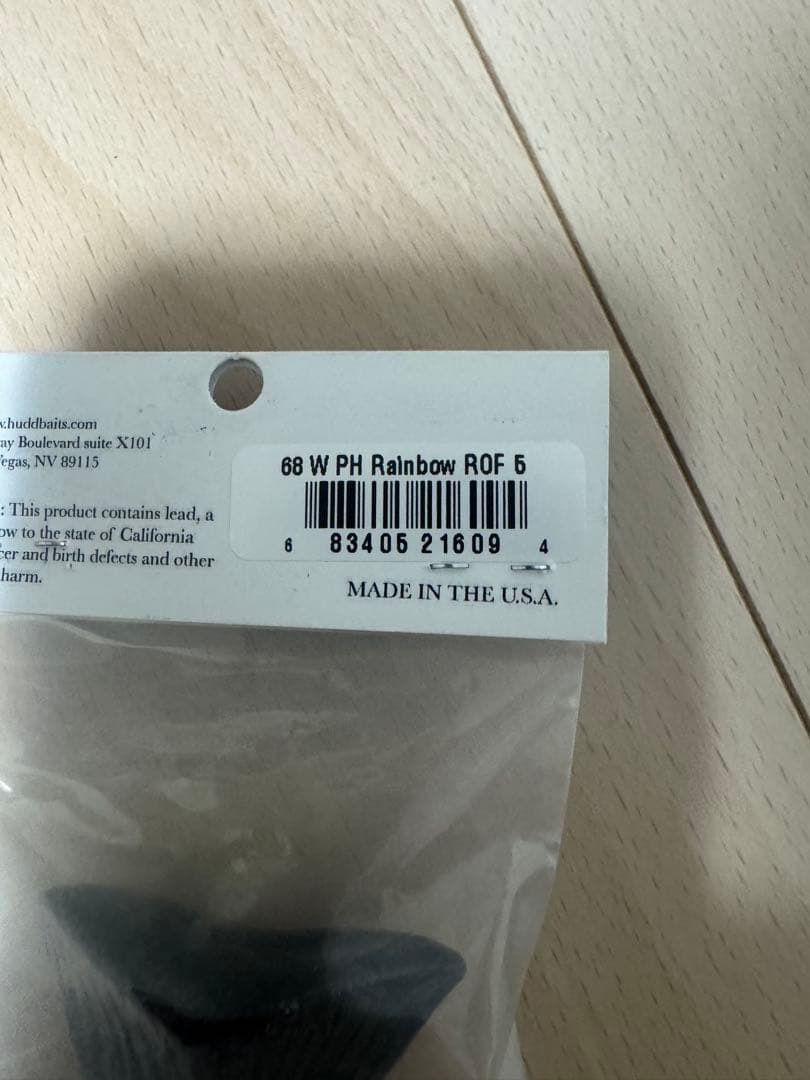 v.huddbaits.com
ay Boulevard suite X101
egas, NV 89115
: This product contains lead, a
ow to the state of California
cer and birth defects and other
harm.
68 W PH Rainbow ROF 5
6 83405 21609 4
MADE IN THE U.S.A.